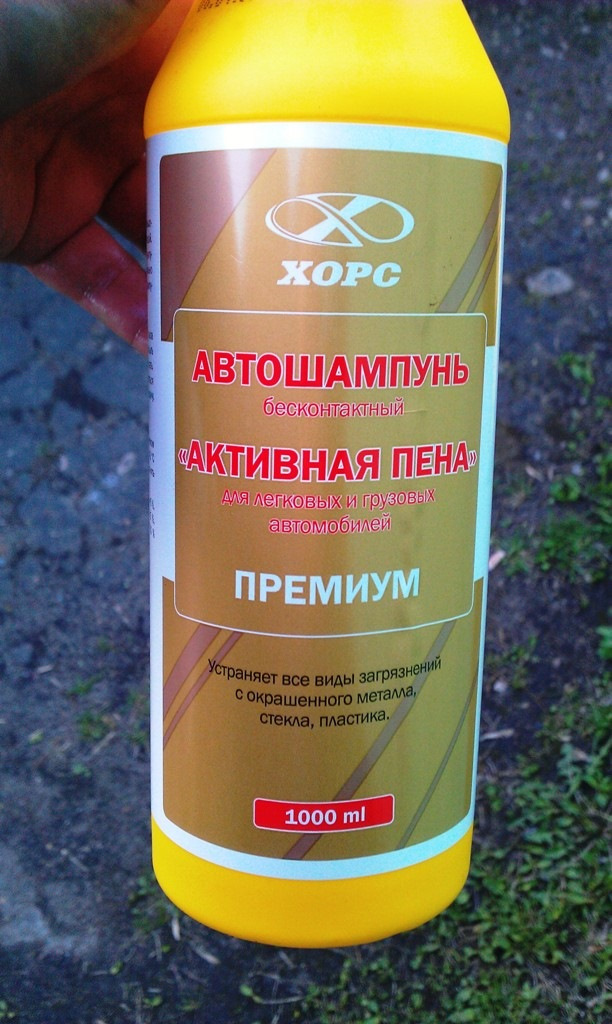 ХОРС
АВТОШАМПУНЬ
бесконтактный
«АКТИВНАЯ ПЕНА»
для легковых и грузовых
автомобилей
ПРЕМИУМ
Устраняет все виды загрязнений
с окрашенного металла,
стекла, пластика.
1000 ml